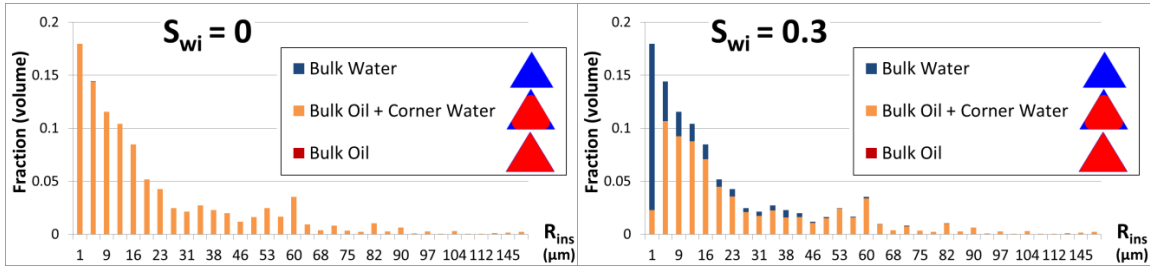 S_wi = 0
Fraction (volume)
0.2
0.15
0.1
0.05
0
Bulk Water
Bulk Oil + Corner Water
Bulk Oil
1 9 16 23 31 38 46 53 60 67 74 82 90 97 104 112 145
R_ins
(μm)
S_wi = 0.3
Fraction (volume)
0.2
0.15
0.1
0.05
0
Bulk Water
Bulk Oil + Corner Water
Bulk Oil
1 9 16 23 31 38 46 53 60 67 74 82 90 97 104 112 145
R_ins
(μm)